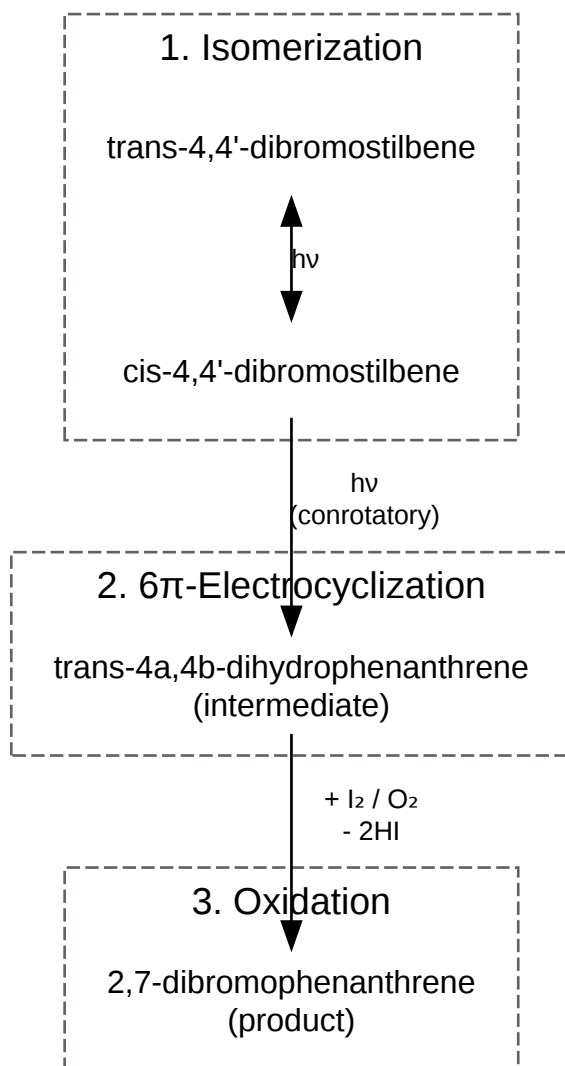 1. Isomerization
trans-4,4'-dibromostilbene
hν
cis-4,4'-dibromostilbene
hν
(conrotatory)
2. 6π-Electrocyclization
trans-4a,4b-dihydrophenanthrene
(intermediate)
+ I₂ / O₂
- 2HI
3. Oxidation
2,7-dibromophenanthrene
(product)